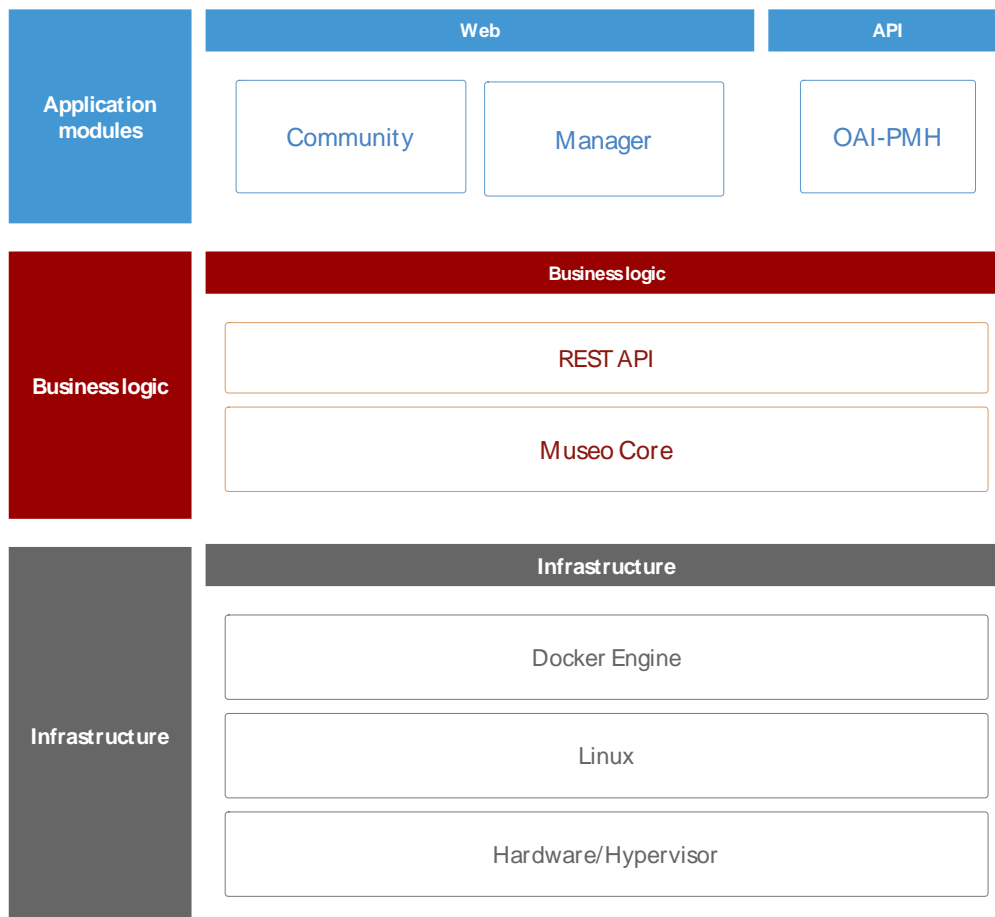 Web
API
Application
modules
Community
Manager
OAI-PMH
Business logic
Business logic
REST API
Museo Core
Infrastructure
Infrastructure
Docker Engine
Linux
Hardware/Hypervisor